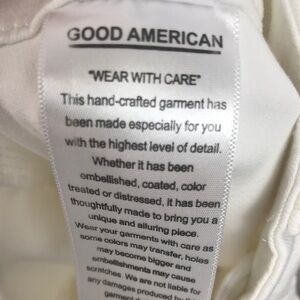 GOOD AMERICAN
"WEAR WITH CARE"
This hand-crafted garment has
been made especially for you
with the highest level of detail.
Whether it has been
embellished, coated, color
treated or distressed, it has been
thoughtfully made to bring you a
unique and alluring piece.
Wear your garments with care as
some colors may transfer, holes
may become bigger and
embellishments may cause
scratches. We are not liable for
any damages produced by
garment